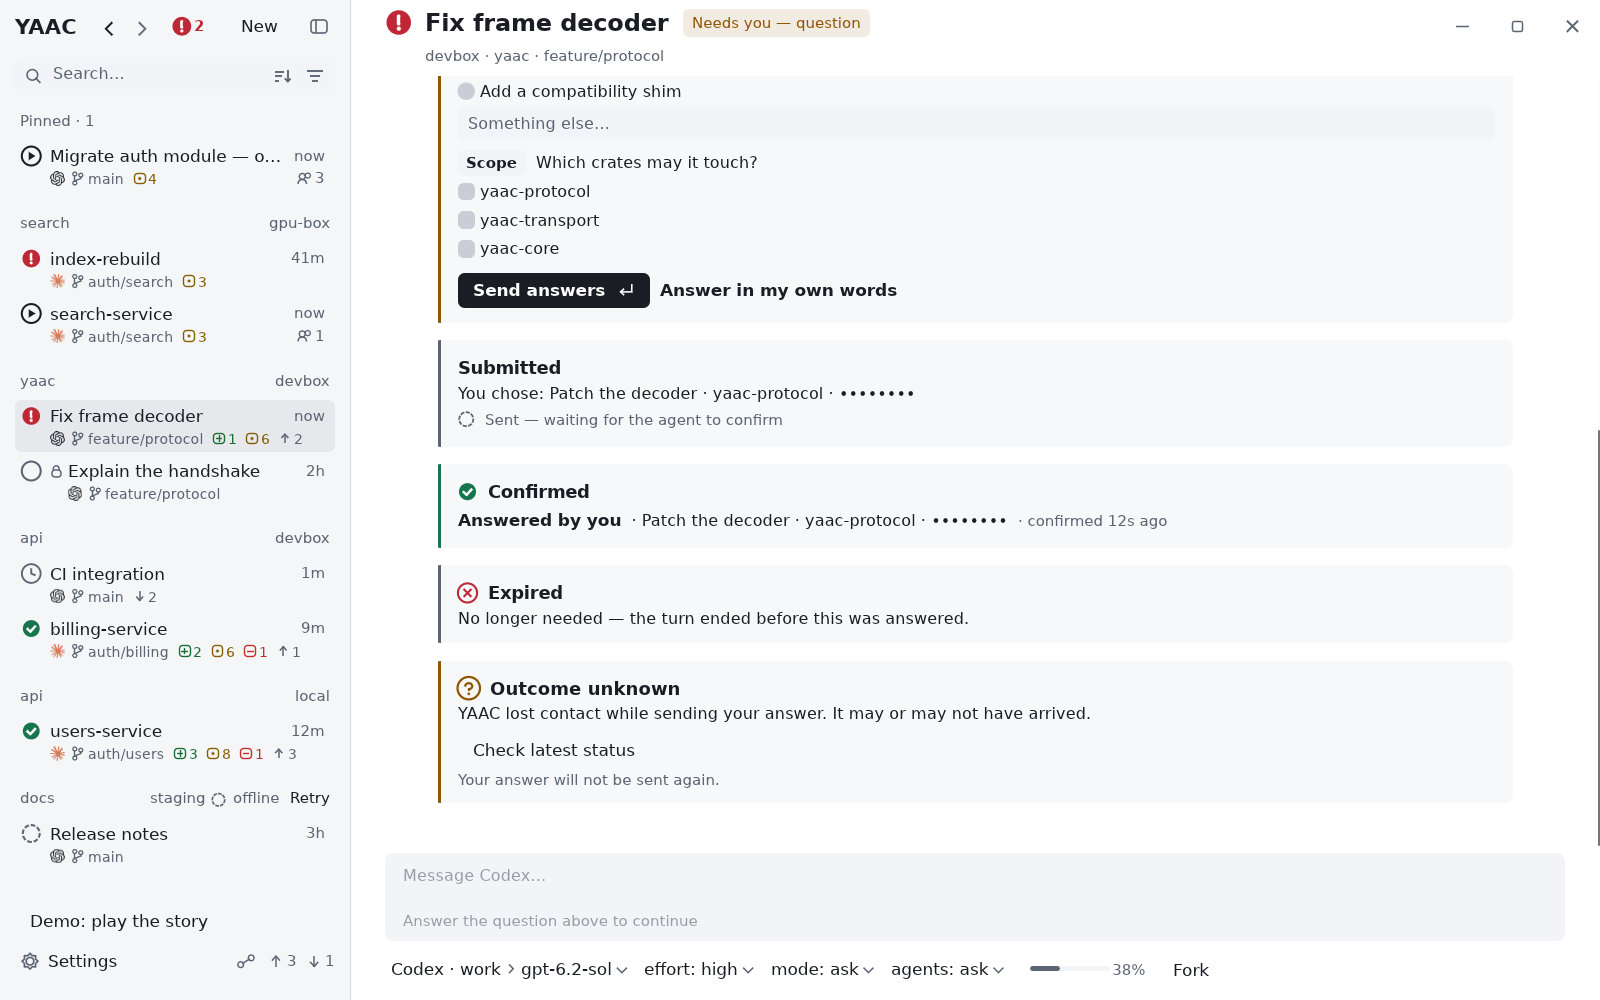 YAAC
2
New
Search...
Pinned · 1
Migrate auth module — o... now
main 4 3
search gpu-box
index-rebuild 41m
auth/search 3
search-service now
auth/search 3 1
yaac devbox
Fix frame decoder now
feature/protocol 1 6 2
Explain the handshake 2h
feature/protocol
api devbox
CI integration 1m
main 2
billing-service 9m
auth/billing 2 6 1 1
api local
users-service 12m
auth/users 3 8 1 3
docs staging offline Retry
Release notes 3h
main
Demo: play the story
Settings 3 1
Fix frame decoder Needs you — question
devbox · yaac · feature/protocol
Add a compatibility shim
Something else...
Scope Which crates may it touch?
yaac-protocol
yaac-transport
yaac-core
Send answers Answer in my own words
Submitted
You chose: Patch the decoder · yaac-protocol · ••••••••
Sent — waiting for the agent to confirm
Confirmed
Answered by you · Patch the decoder · yaac-protocol · •••••••• · confirmed 12s ago
Expired
No longer needed — the turn ended before this was answered.
Outcome unknown
YAAC lost contact while sending your answer. It may or may not have arrived.
Check latest status
Your answer will not be sent again.
Message Codex...
Answer the question above to continue
Codex · work gpt-6.2-sol effort: high mode: ask agents: ask 38% Fork